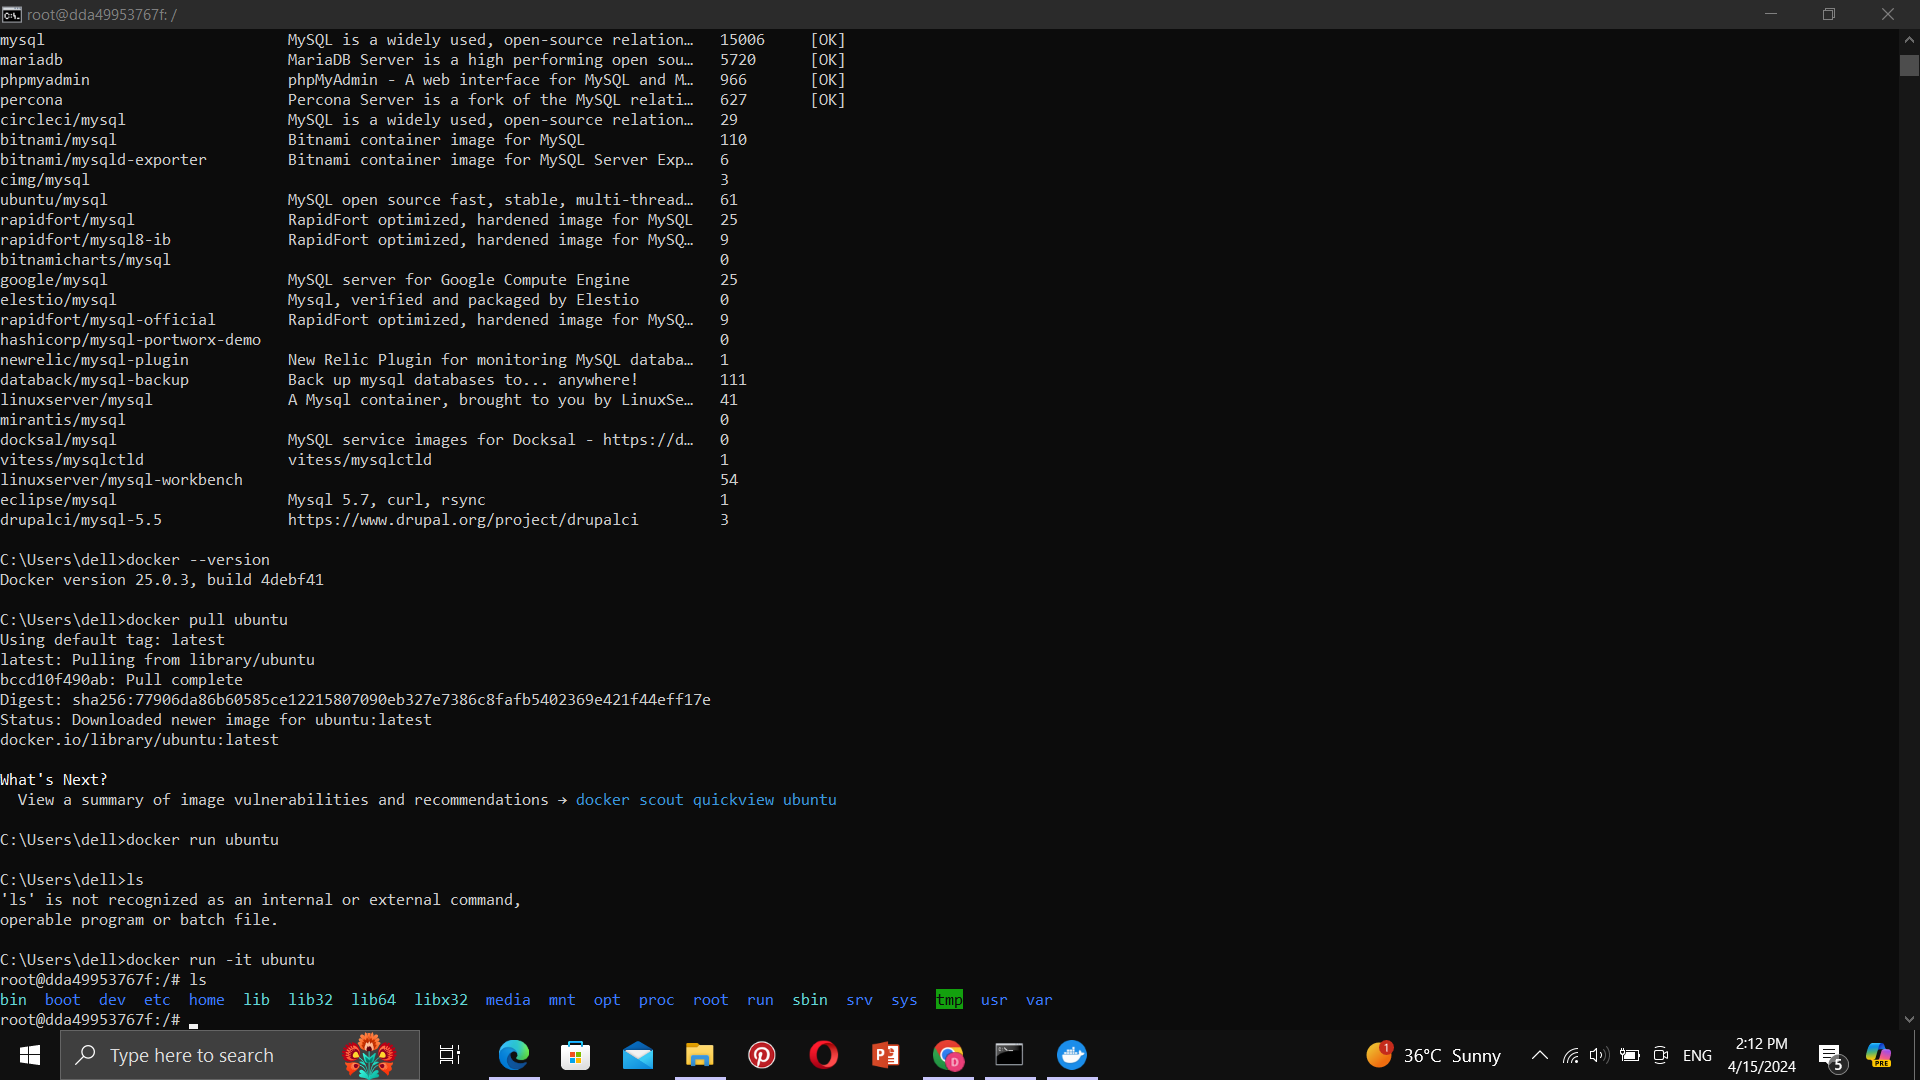 root@dda49953767f: /
mysql MySQL is a widely used, open-source relation… 15006 [OK]
mariadb MariaDB Server is a high performing open sou… 5720 [OK]
phpmyadmin phpMyAdmin - A web interface for MySQL and M… 966 [OK]
percona Percona Server is a fork of the MySQL relati… 627 [OK]
circleci/mysql MySQL is a widely used, open-source relation… 29
bitnami/mysql Bitnami container image for MySQL 110
bitnami/mysqld-exporter Bitnami container image for MySQL Server Exp… 6
cimg/mysql 3
ubuntu/mysql MySQL open source fast, stable, multi-thread… 61
rapidfort/mysql RapidFort optimized, hardened image for MySQL 25
rapidfort/mysql8-ib RapidFort optimized, hardened image for MySQ… 9
bitnamicharts/mysql 0
google/mysql MySQL server for Google Compute Engine 25
elestio/mysql Mysql, verified and packaged by Elestio 0
rapidfort/mysql-official RapidFort optimized, hardened image for MySQ… 9
hashicorp/mysql-portworx-demo 0
newrelic/mysql-plugin New Relic Plugin for monitoring MySQL databa… 1
databack/mysql-backup Back up mysql databases to... anywhere! 111
linuxserver/mysql A Mysql container, brought to you by LinuxSe… 41
mirantis/mysql 0
docksal/mysql MySQL service images for Docksal - https://d… 0
vitess/mysqlctld vitess/mysqlctld 1
linuxserver/mysql-workbench 54
eclipse/mysql Mysql 5.7, curl, rsync 1
drupalci/mysql-5.5 https://www.drupal.org/project/drupalci 3
C:\Users\dell>docker --version
Docker version 25.0.3, build 4debf41
C:\Users\dell>docker pull ubuntu
Using default tag: latest
latest: Pulling from library/ubuntu
bccd10f490ab: Pull complete
Digest: sha256:77906da86b60585ce12215807090eb327e7386c8fafb5402369e421f44eff17e
Status: Downloaded newer image for ubuntu:latest
docker.io/library/ubuntu:latest
What's Next?
View a summary of image vulnerabilities and recommendations → docker scout quickview ubuntu
C:\Users\dell>docker run ubuntu
C:\Users\dell>ls
'ls' is not recognized as an internal or external command,
operable program or batch file.
C:\Users\dell>docker run -it ubuntu
root@dda49953767f:/# ls
bin boot dev etc home lib lib32 lib64 libx32 media mnt opt proc root run sbin srv sys tmp usr var
root@dda49953767f:/#
Type here to search
1 36°C Sunny
ENG
2:12 PM
4/15/2024
5
PRE